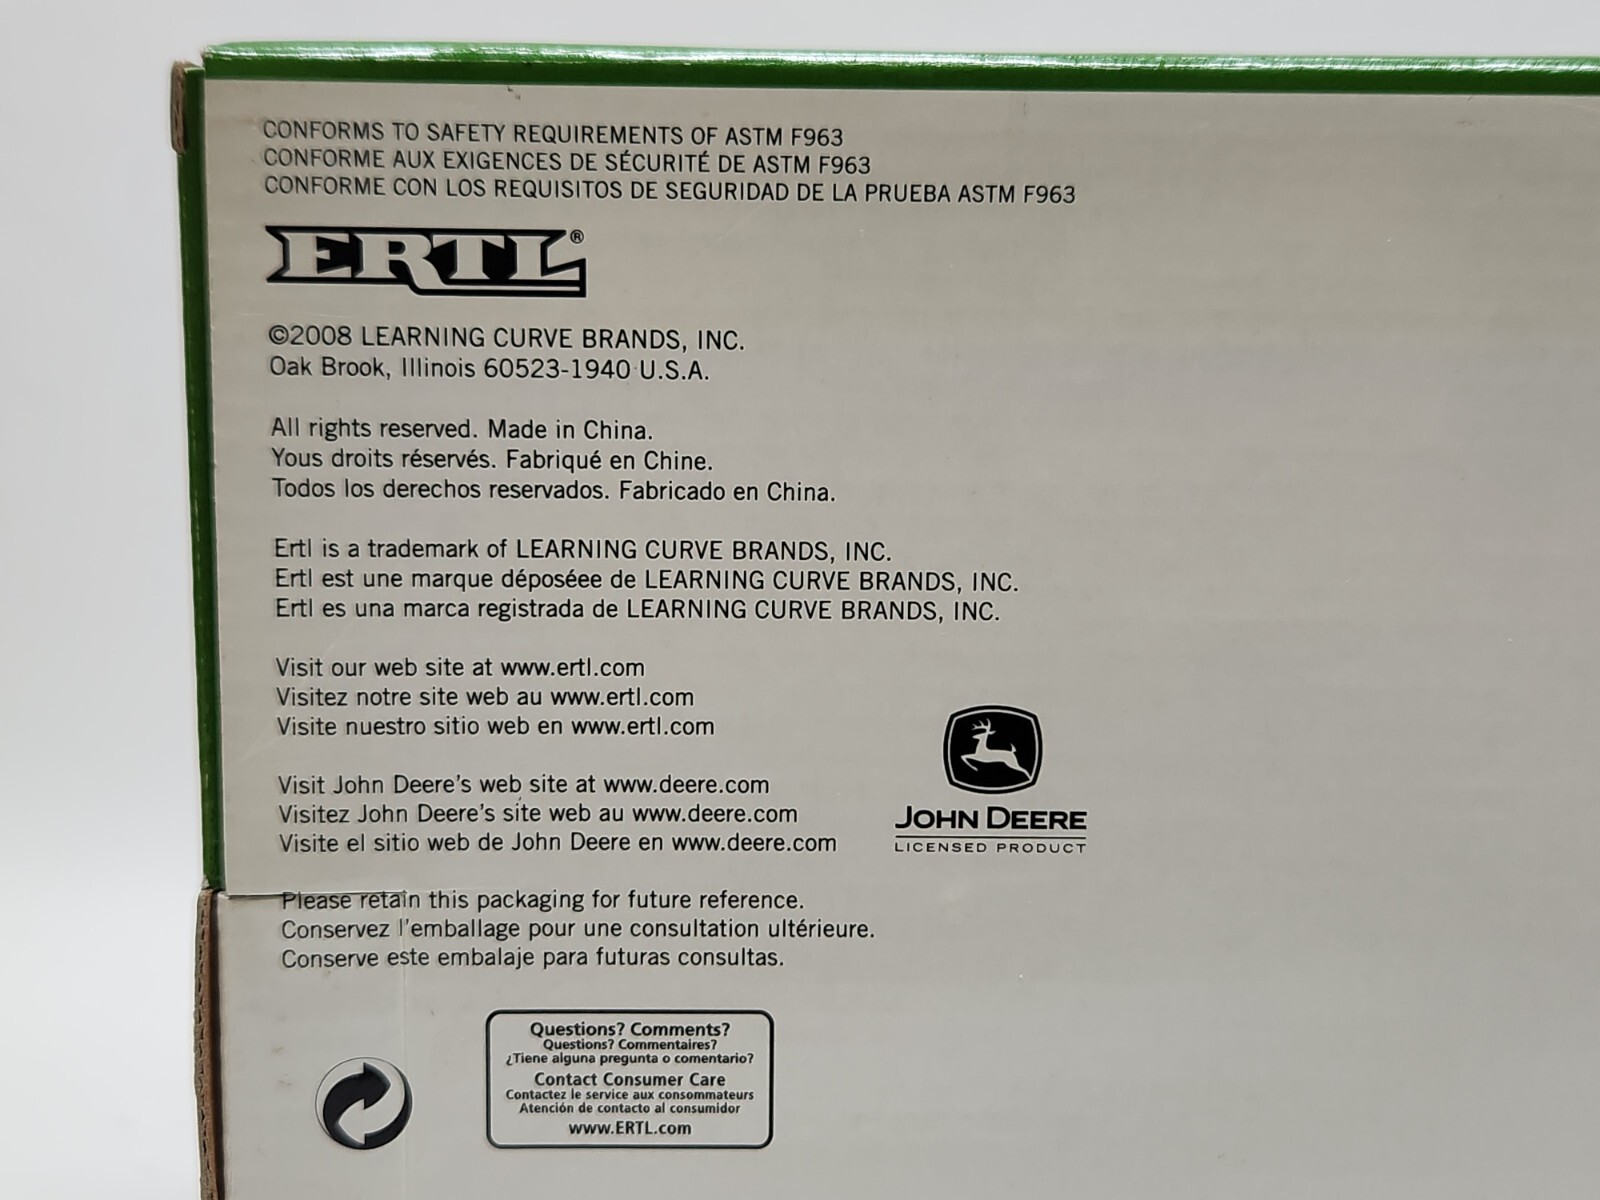 CONFORMS TO SAFETY REQUIREMENTS OF ASTM F963
CONFORME AUX EXIGENCES DE SÉCURITÉ DE ASTM F963
CONFORME CON LOS REQUISITOS DE SEGURIDAD DE LA PRUEBA ASTM F963
ERTL®
©2008 LEARNING CURVE BRANDS, INC.
Oak Brook, Illinois 60523-1940 U.S.A.
All rights reserved. Made in China.
Yous droits réservés. Fabriqué en Chine.
Todos los derechos reservados. Fabricado en China.
Ertl is a trademark of LEARNING CURVE BRANDS, INC.
Ertl est une marque déposéee de LEARNING CURVE BRANDS, INC.
Ertl es una marca registrada de LEARNING CURVE BRANDS, INC.
Visit our web site at www.ertl.com
Visitez notre site web au www.ertl.com
Visite nuestro sitio web en www.ertl.com
Visit John Deere's web site at www.deere.com
Visitez John Deere's site web au www.deere.com
Visite el sitio web de John Deere en www.deere.com
JOHN DEERE
LICENSED PRODUCT
Please retain this packaging for future reference.
Conservez l'emballage pour une consultation ultérieure.
Conserve este embalaje para futuras consultas.
Questions? Comments?
Questions? Commentaires?
¿Tiene alguna pregunta o comentario?
Contact Consumer Care
Contactez le service aux consommateurs
Atención de contacto al consumidor
www.ERTL.com